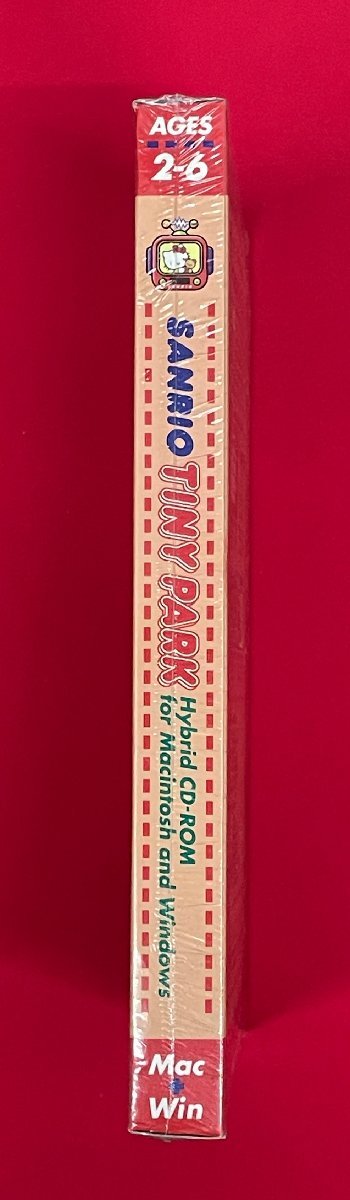 AGES
2-6
SANRIO TINY PARK
Hybrid CD-ROM
for Macintosh and Windows
Mac
+
Win